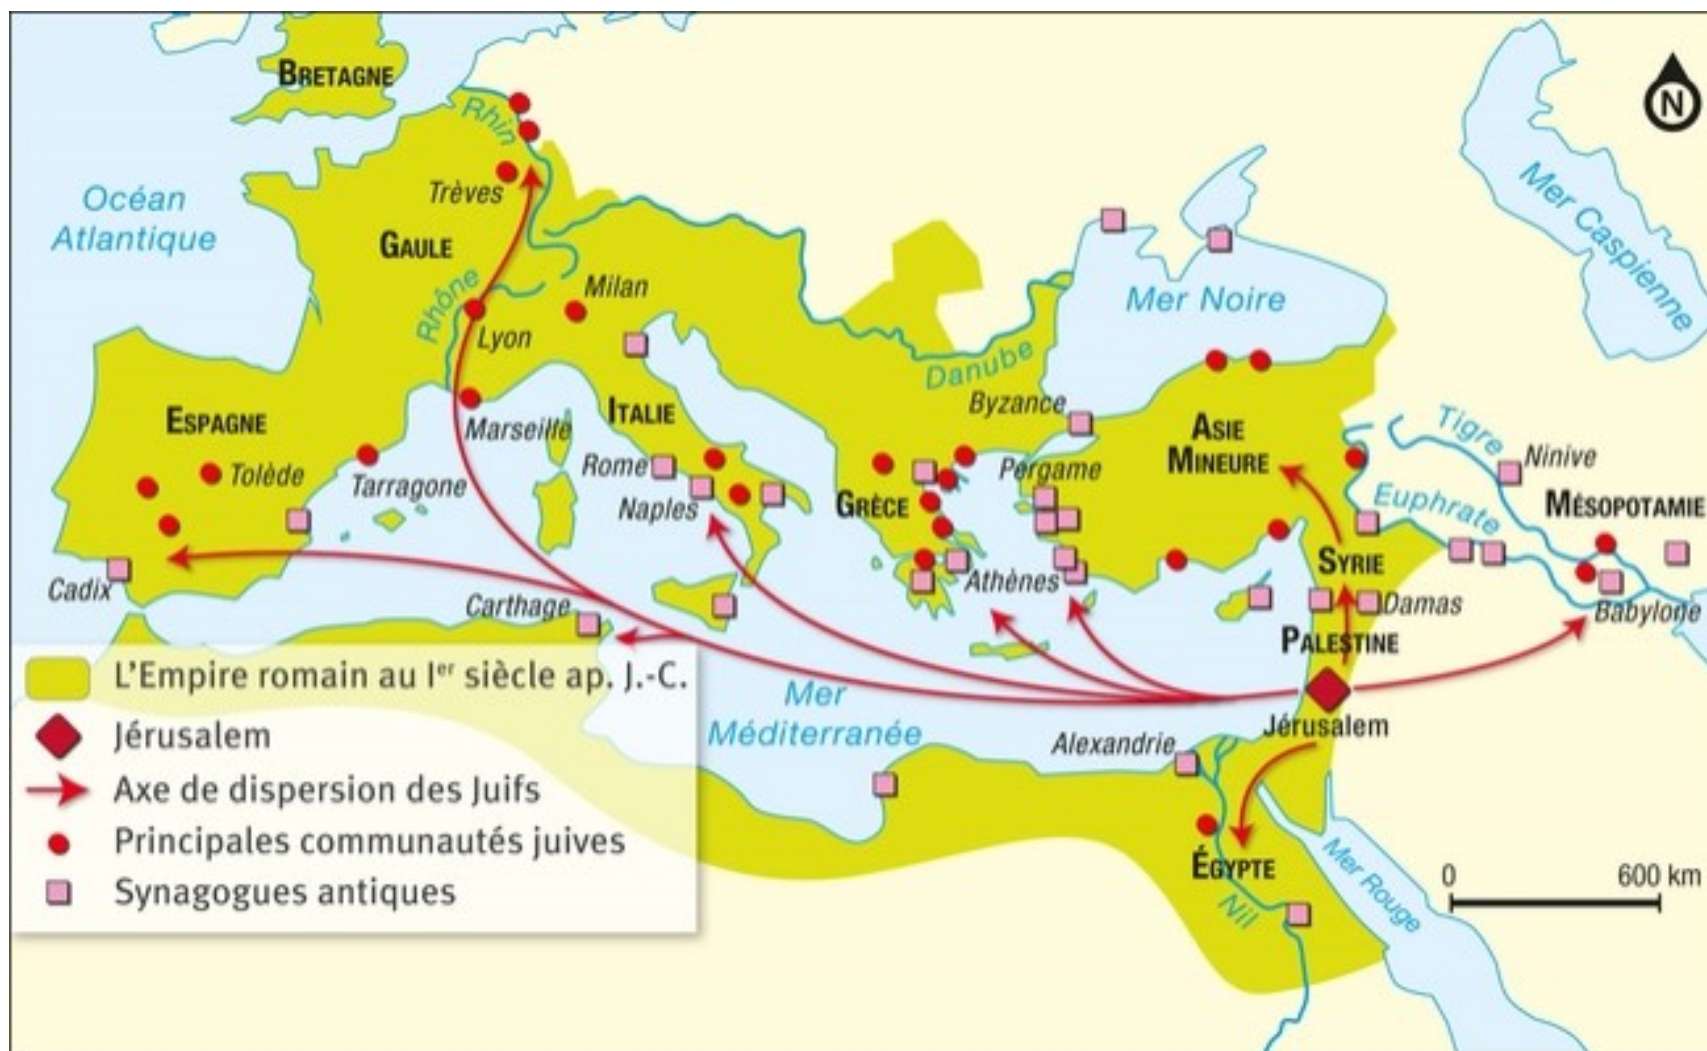 BRETAGNE
Rhin
N
Océan
Atlantique
Trèves
GAULE
Mer Caspienne
Rhône
Milan
Mer Noire
Lyon
Danube
Byzance
ESPAGNE
ITALIE
Marseille
ASIE
MINEURE
Tigre
Ninive
Tolède
Tarragone
Rome
Naples
Pergame
GRÈCE
Euphrate
MÉSOPOTAMIE
Cadix
Carthage
Athènes
SYRIE
Damas
Babylone
PALESTINE
L'Empire romain au Ier siècle ap. J.-C.
Jérusalem
Axe de dispersion des Juifs
Principales communautés juives
Synagogues antiques
Mer
Méditerranée
Jérusalem
Alexandrie
ÉGYPTE
Nil
Mer Rouge
0 600 km